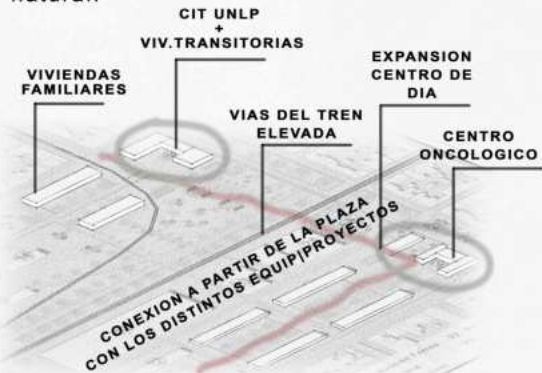 natural.
CIT UNLP
+
VIV.TRANSITORIAS
VIVIENDAS
FAMILIARES
VIAS DEL TREN
ELEVADA
EXPANSION
CENTRO DE
DIA
CENTRO
ONCOLOGICO
CONEXION A PARTIR DE LA PLAZA
CON LOS DISTINTOS EQUIP|PROYECTOS